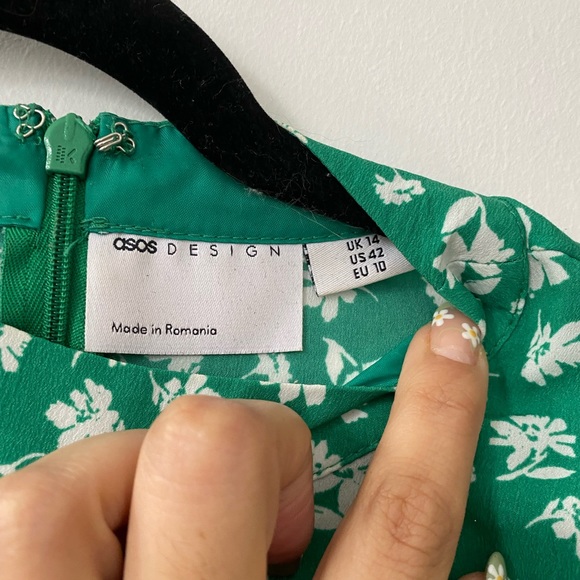 asos DESIGN
Made in Romania
UK 14
US 42
EU 10